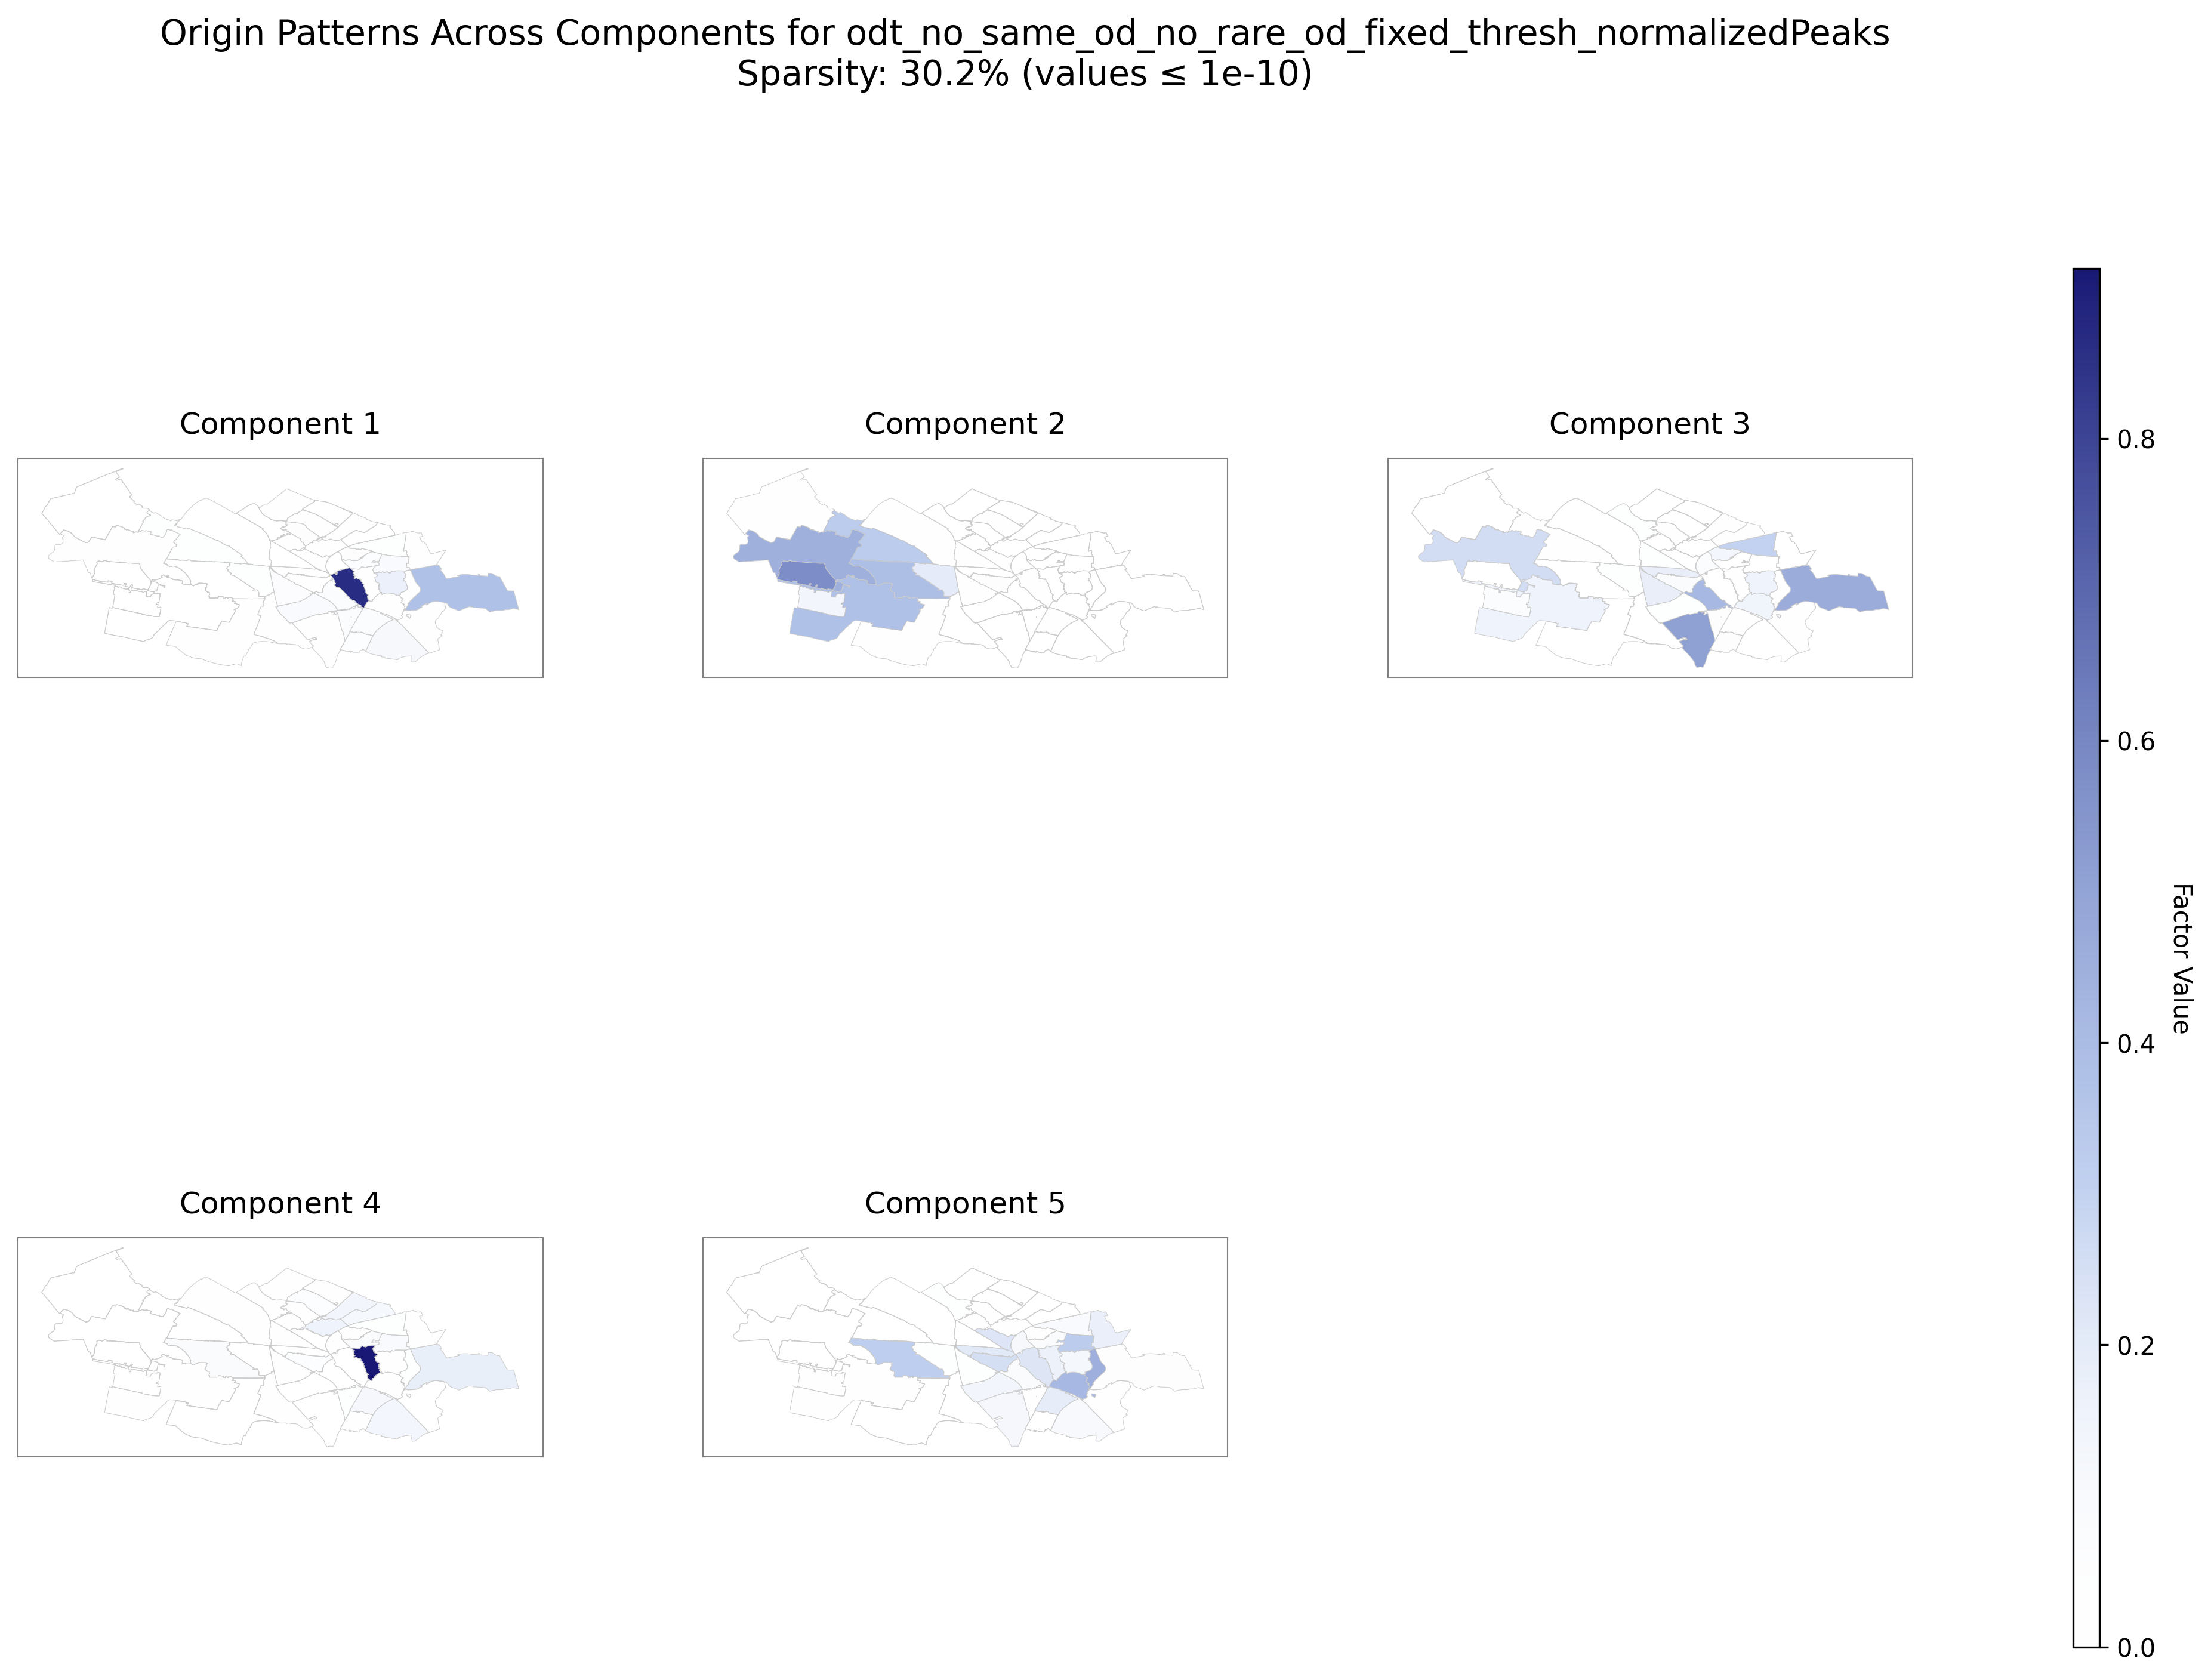 Origin Patterns Across Components for odt_no_same_od_no_rare_od_fixed_thresh_normalizedPeaks
Sparsity: 30.2% (values ≤ 1e-10)
Component 1
Component 2
Component 3
Component 4
Component 5
0.8
0.6
0.4
0.2
0.0
Factor Value